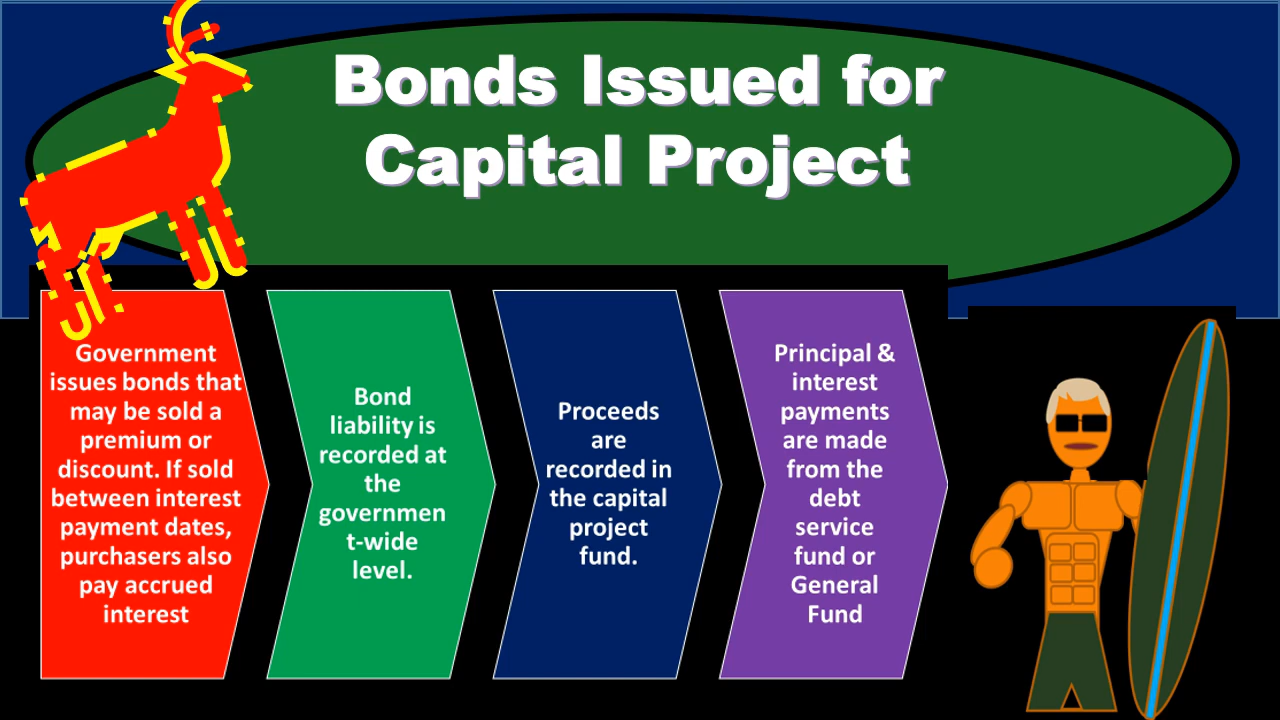 Bonds Issued for
Capital Project
Government
issues bonds that
may be sold a
premium or
discount. If sold
between interest
payment dates,
purchasers also
pay accrued
interest
Bond
liability is
recorded at
the
governmen
t-wide
level.
Proceeds
are
recorded in
the capital
project
fund.
Principal &
interest
payments
are made
from the
debt
service
fund or
General
Fund